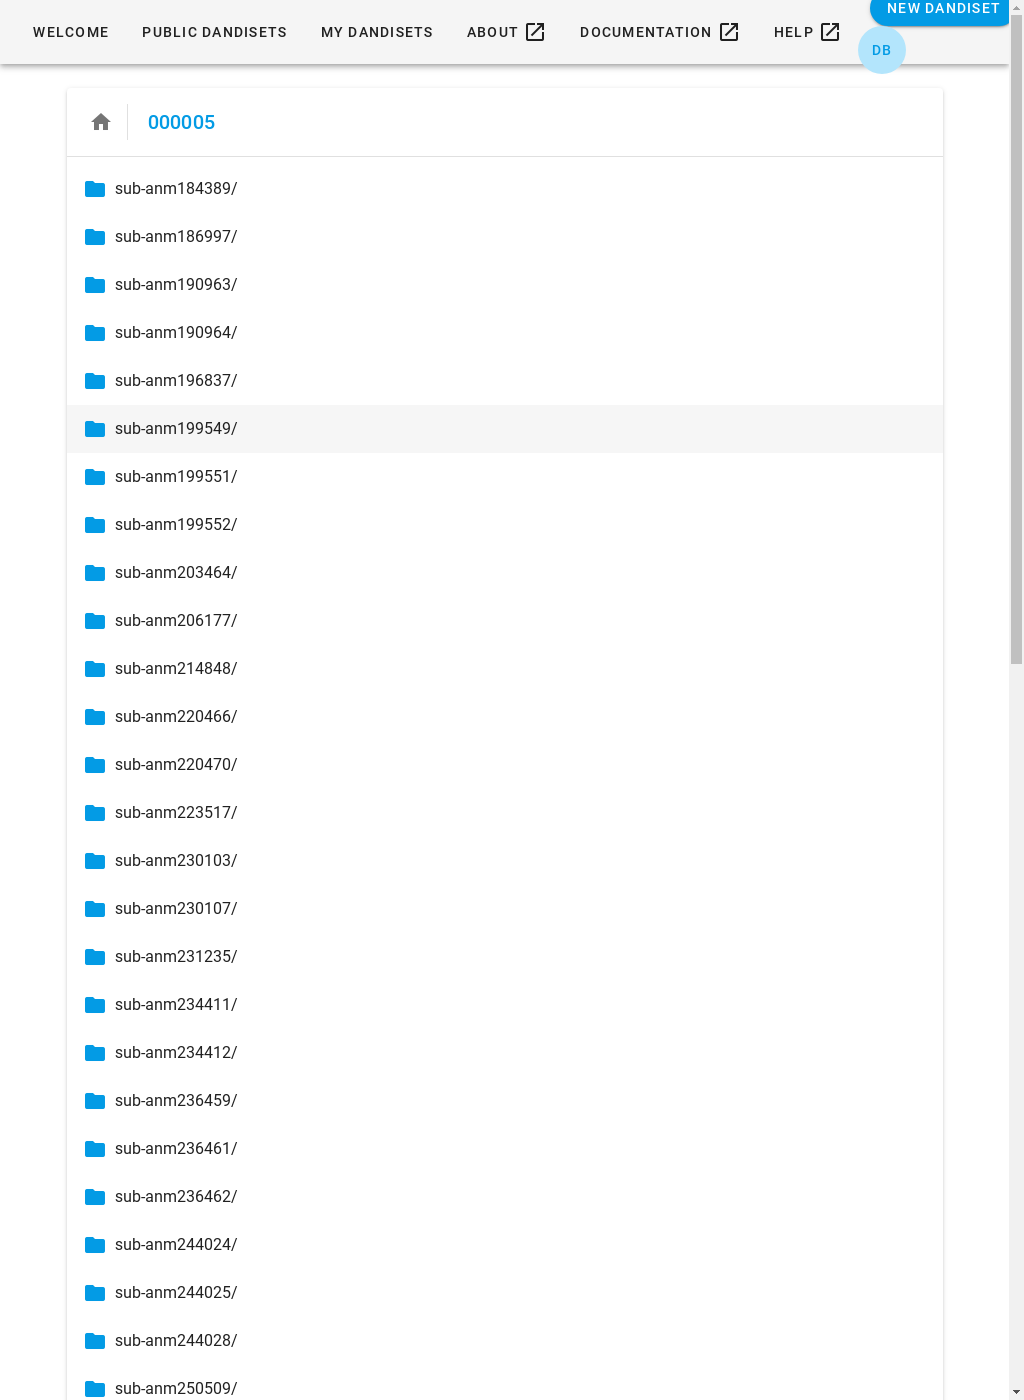 WELCOME PUBLIC DANDISETS MY DANDISETS ABOUT DOCUMENTATION HELP NEW DANDISET
DB
000005
sub-anm184389/
sub-anm186997/
sub-anm190963/
sub-anm190964/
sub-anm196837/
sub-anm199549/
sub-anm199551/
sub-anm199552/
sub-anm203464/
sub-anm206177/
sub-anm214848/
sub-anm220466/
sub-anm220470/
sub-anm223517/
sub-anm230103/
sub-anm230107/
sub-anm231235/
sub-anm234411/
sub-anm234412/
sub-anm236459/
sub-anm236461/
sub-anm236462/
sub-anm244024/
sub-anm244025/
sub-anm244028/
sub-anm250509/